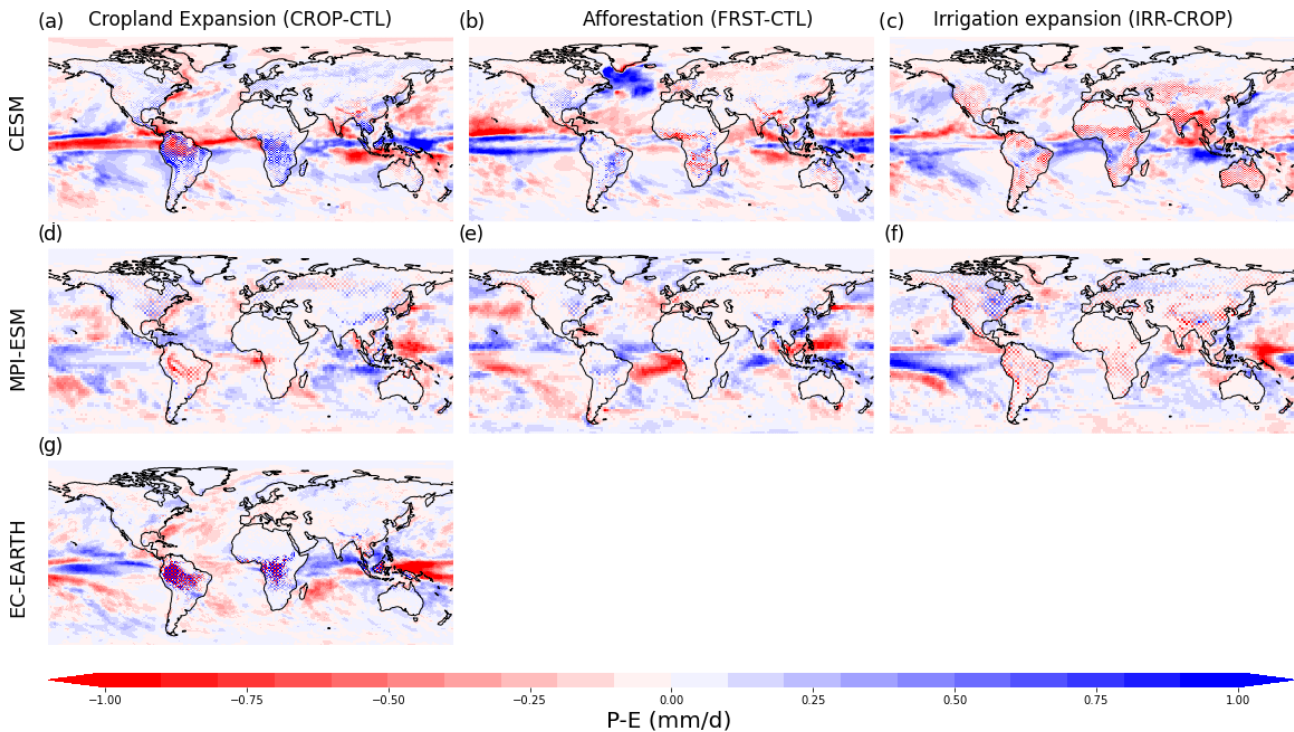 (a) Cropland Expansion (CROP-CTL)
(b) Afforestation (FRST-CTL)
(c) Irrigation expansion (IRR-CROP)
CESM
(d)
(e)
(f)
MPI-ESM
(g)
EC-EARTH
−1.00 −0.75 −0.50 −0.25 0.00 0.25 0.50 0.75 1.00
P-E (mm/d)